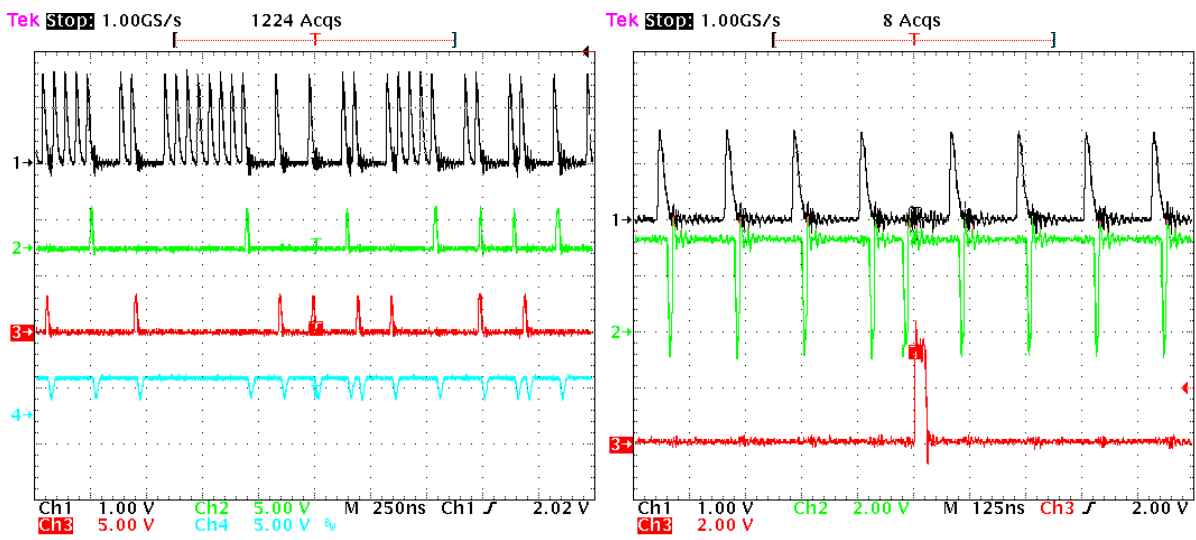 Tek Stop: 1.00GS/s 1224 Acqs
T
1
2
3
4
Ch1 1.00 V Ch2 5.00 V M 250ns Ch1 2.02 V
Ch3 5.00 V Ch4 5.00 V BW
Tek Stop: 1.00GS/s 8 Acqs
T
1
2
3
Ch1 1.00 V Ch2 2.00 V M 125ns Ch3 2.00 V
Ch3 2.00 V